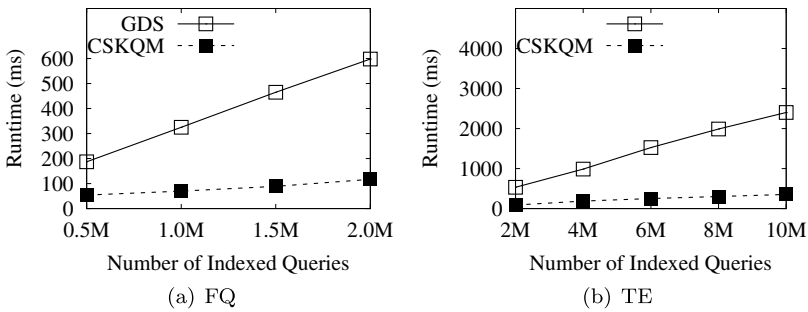 GDS
CSKQM
600
500
400
300
200
100
0
Runtime (ms)
0.5M 1.0M 1.5M 2.0M
Number of Indexed Queries
(a) FQ
CSKQM
4000
3000
2000
1000
0
Runtime (ms)
2M 4M 6M 8M 10M
Number of Indexed Queries
(b) TE